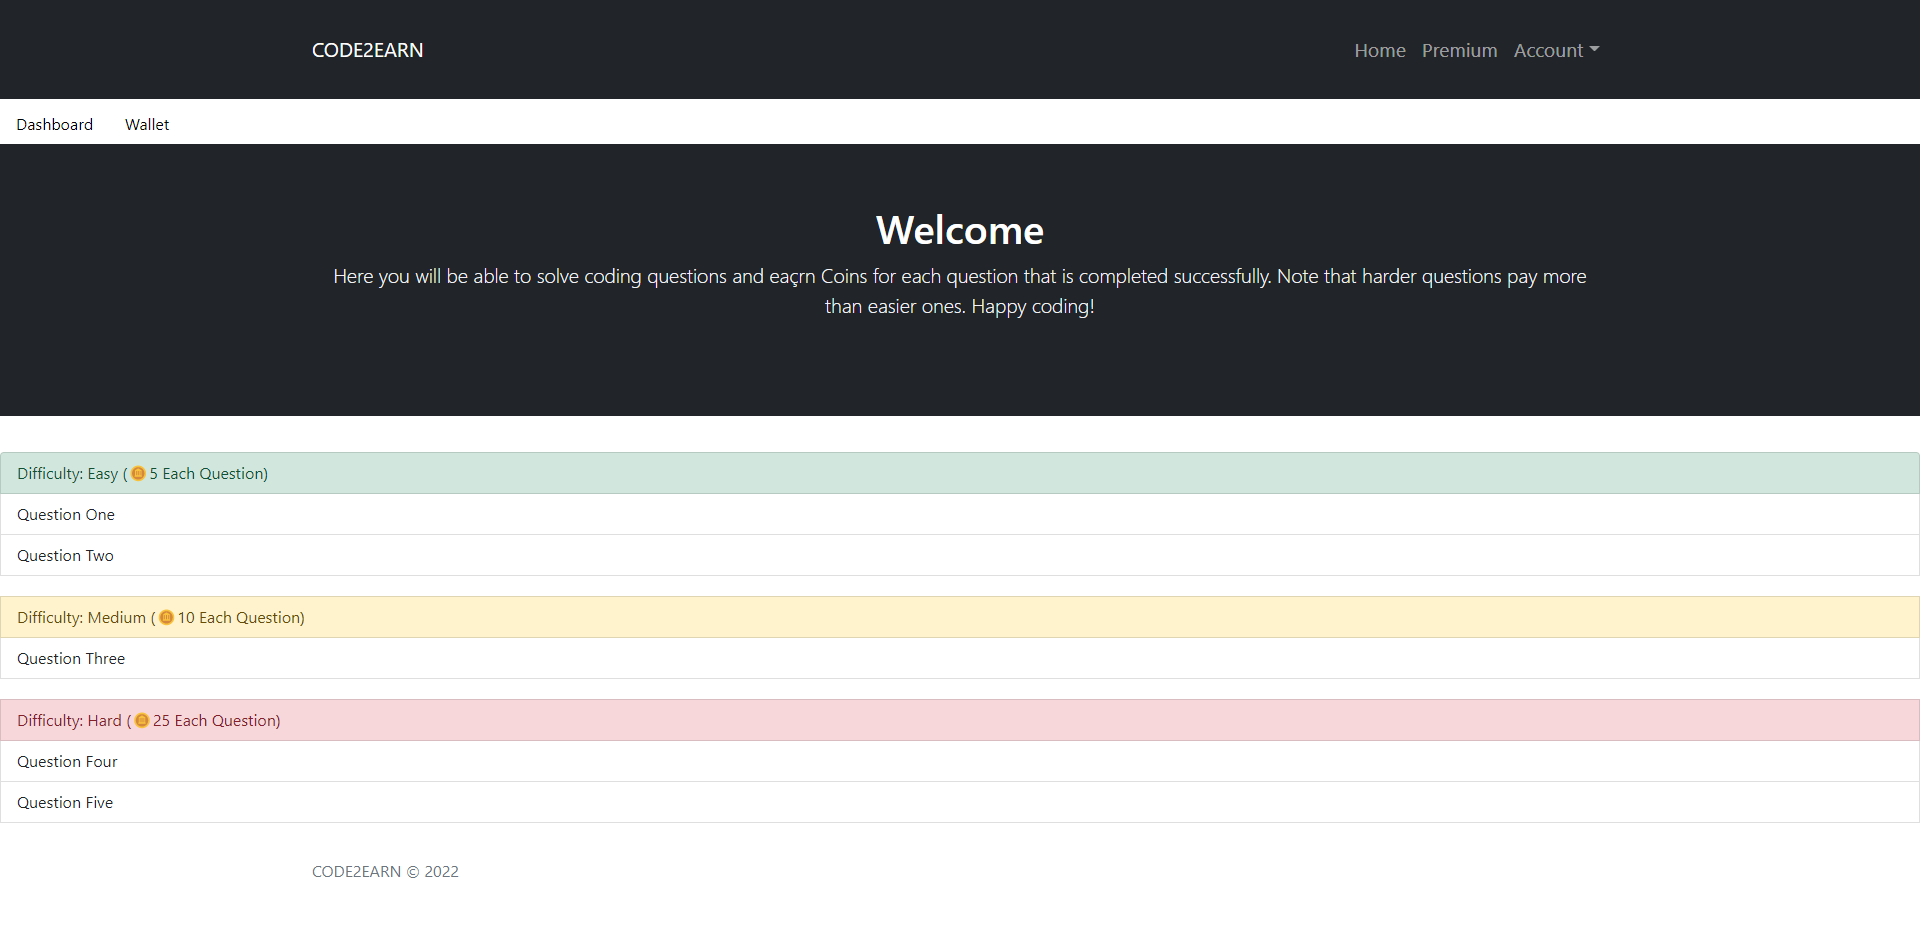 CODE2EARN
Home Premium Account
Dashboard Wallet
Welcome
Here you will be able to solve coding questions and eaçrn Coins for each question that is completed successfully. Note that harder questions pay more
than easier ones. Happy coding!
Difficulty: Easy (🪙 5 Each Question)
Question One
Question Two
Difficulty: Medium (🪙 10 Each Question)
Question Three
Difficulty: Hard (🪙 25 Each Question)
Question Four
Question Five
CODE2EARN © 2022